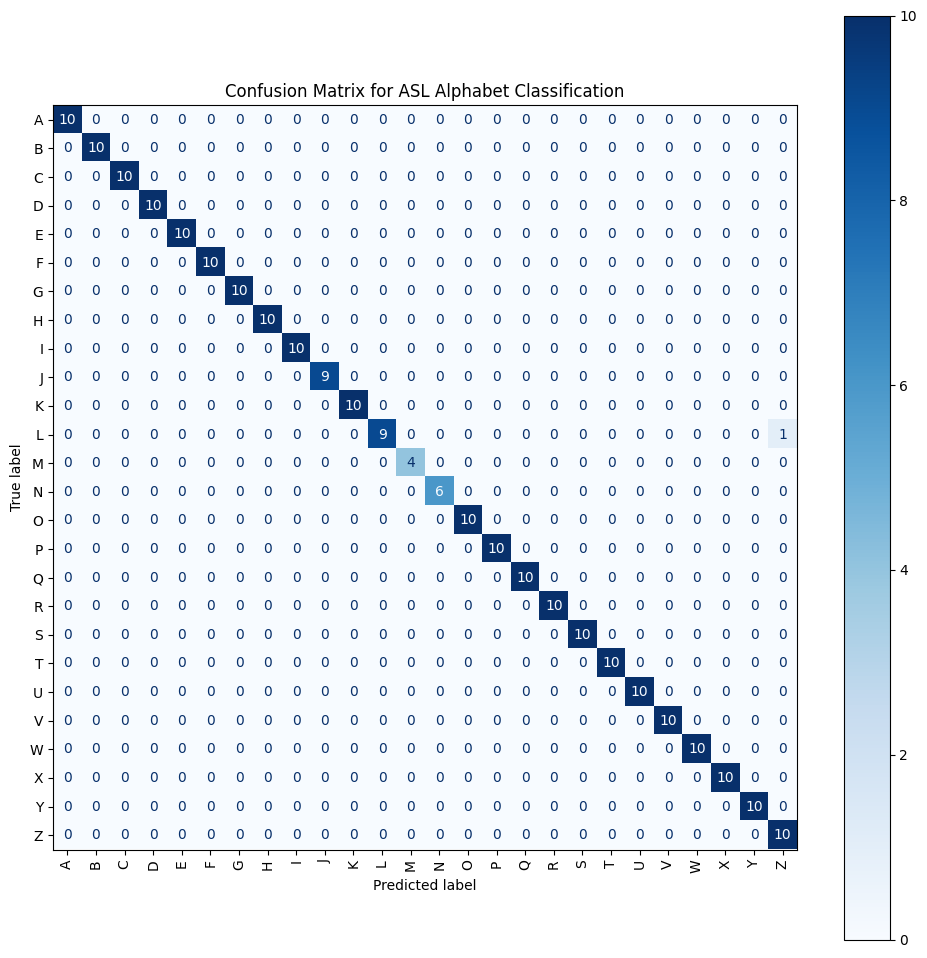 Confusion Matrix for ASL Alphabet Classification
A 10 0 0 0 0 0 0 0 0 0 0 0 0 0 0 0 0 0 0 0 0 0 0 0 0 0
B 0 10 0 0 0 0 0 0 0 0 0 0 0 0 0 0 0 0 0 0 0 0 0 0 0 0
C 0 0 10 0 0 0 0 0 0 0 0 0 0 0 0 0 0 0 0 0 0 0 0 0 0 0
D 0 0 0 10 0 0 0 0 0 0 0 0 0 0 0 0 0 0 0 0 0 0 0 0 0 0
E 0 0 0 0 10 0 0 0 0 0 0 0 0 0 0 0 0 0 0 0 0 0 0 0 0 0
F 0 0 0 0 0 10 0 0 0 0 0 0 0 0 0 0 0 0 0 0 0 0 0 0 0 0
G 0 0 0 0 0 0 10 0 0 0 0 0 0 0 0 0 0 0 0 0 0 0 0 0 0 0
H 0 0 0 0 0 0 0 10 0 0 0 0 0 0 0 0 0 0 0 0 0 0 0 0 0 0
I 0 0 0 0 0 0 0 0 10 0 0 0 0 0 0 0 0 0 0 0 0 0 0 0 0 0
J 0 0 0 0 0 0 0 0 0 9 0 0 0 0 0 0 0 0 0 0 0 0 0 0 0 0
K 0 0 0 0 0 0 0 0 0 0 10 0 0 0 0 0 0 0 0 0 0 0 0 0 0 0
L 0 0 0 0 0 0 0 0 0 0 0 9 0 0 0 0 0 0 0 0 0 0 0 0 0 1
M 0 0 0 0 0 0 0 0 0 0 0 0 4 0 0 0 0 0 0 0 0 0 0 0 0 0
N 0 0 0 0 0 0 0 0 0 0 0 0 0 6 0 0 0 0 0 0 0 0 0 0 0 0
O 0 0 0 0 0 0 0 0 0 0 0 0 0 0 10 0 0 0 0 0 0 0 0 0 0 0
P 0 0 0 0 0 0 0 0 0 0 0 0 0 0 0 10 0 0 0 0 0 0 0 0 0 0
Q 0 0 0 0 0 0 0 0 0 0 0 0 0 0 0 0 10 0 0 0 0 0 0 0 0 0
R 0 0 0 0 0 0 0 0 0 0 0 0 0 0 0 0 0 10 0 0 0 0 0 0 0 0
S 0 0 0 0 0 0 0 0 0 0 0 0 0 0 0 0 0 0 10 0 0 0 0 0 0 0
T 0 0 0 0 0 0 0 0 0 0 0 0 0 0 0 0 0 0 0 10 0 0 0 0 0 0
U 0 0 0 0 0 0 0 0 0 0 0 0 0 0 0 0 0 0 0 0 10 0 0 0 0 0
V 0 0 0 0 0 0 0 0 0 0 0 0 0 0 0 0 0 0 0 0 0 10 0 0 0 0
W 0 0 0 0 0 0 0 0 0 0 0 0 0 0 0 0 0 0 0 0 0 0 10 0 0 0
X 0 0 0 0 0 0 0 0 0 0 0 0 0 0 0 0 0 0 0 0 0 0 0 10 0 0
Y 0 0 0 0 0 0 0 0 0 0 0 0 0 0 0 0 0 0 0 0 0 0 0 0 10 0
Z 0 0 0 0 0 0 0 0 0 0 0 0 0 0 0 0 0 0 0 0 0 0 0 0 0 10
A B C D E F G H I J K L M N O P Q R S T U V W X Y Z
Predicted label
True label
10
8
6
4
2
0